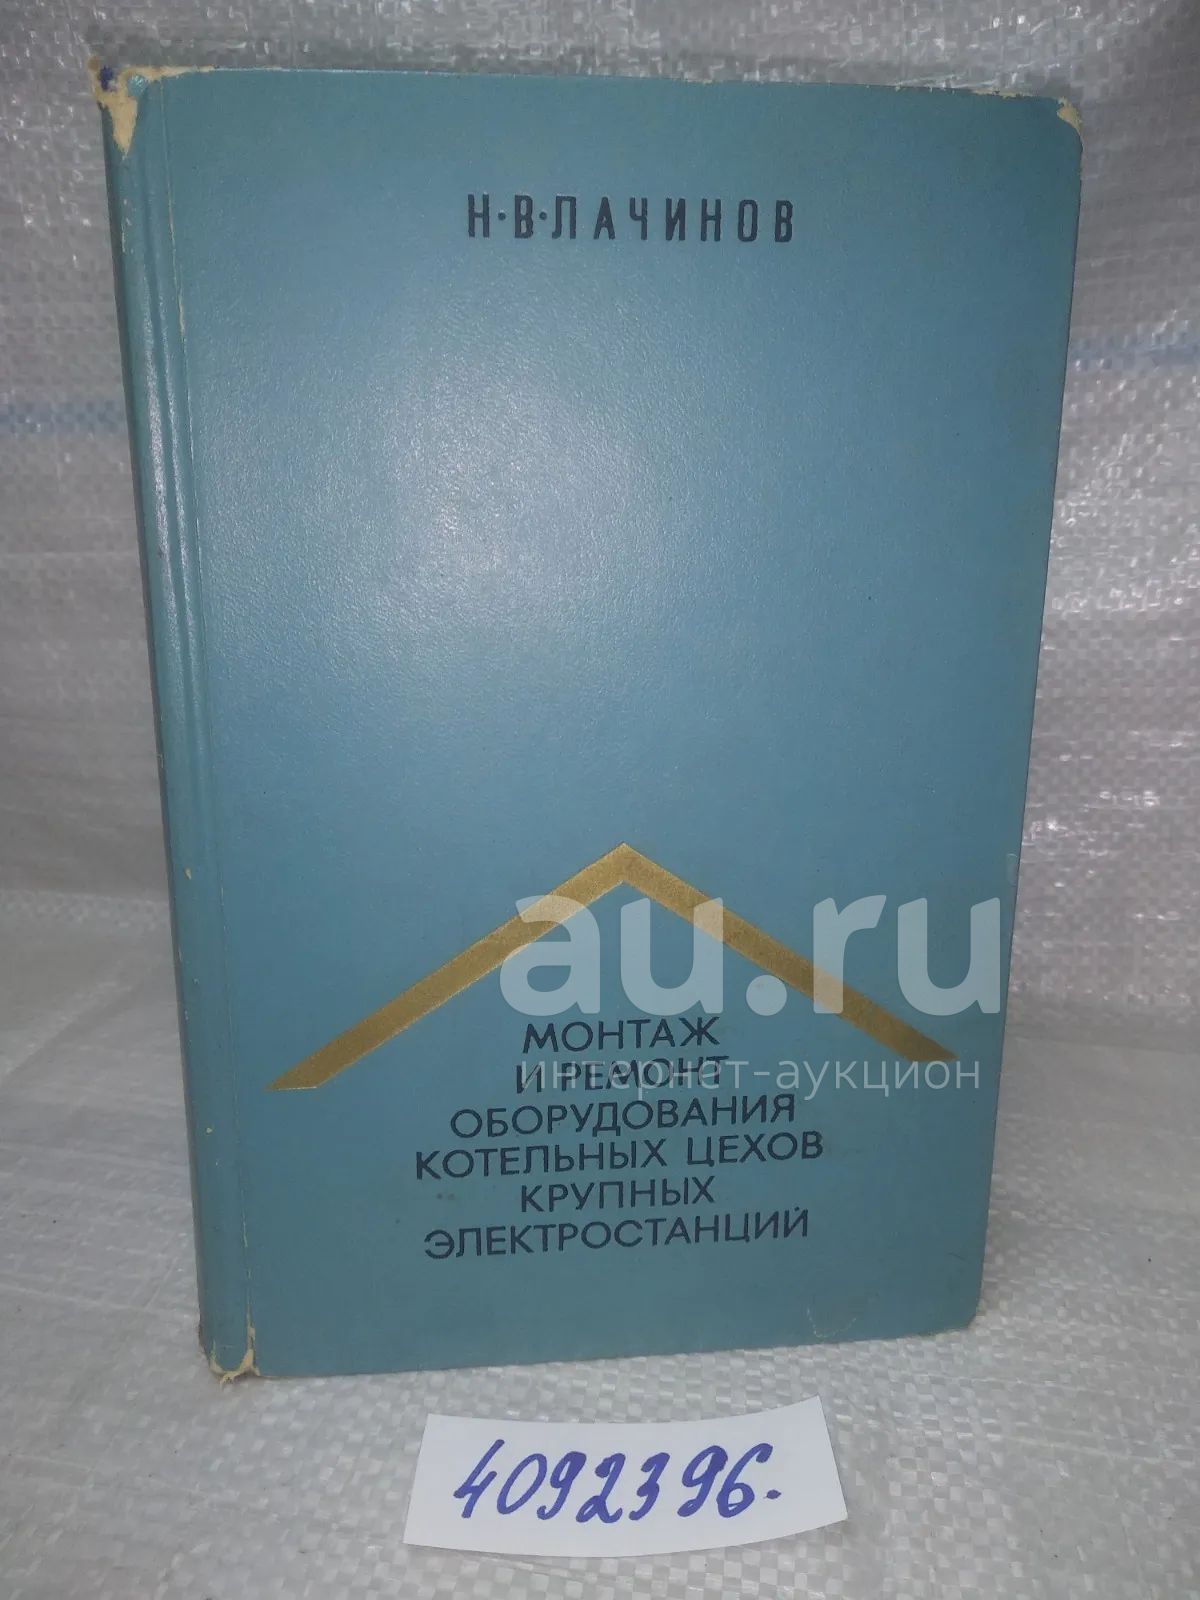 Н·В·ЛАЧИНОВ
au.ru
МОНТАЖ
И РЕМОНТ
интернет-аукцион
ОБОРУДОВАНИЯ
КОТЕЛЬНЫХ ЦЕХОВ
КРУПНЫХ
ЭЛЕКТРОСТАНЦИЙ
4092396.